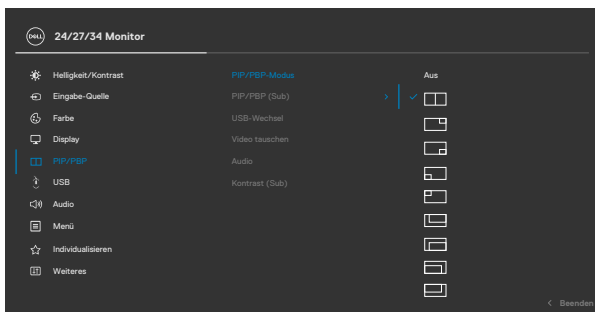 DELL 24/27/34 Monitor
Helligkeit/Kontrast PIP/PBP-Modus Aus
Eingabe-Quelle PIP/PBP (Sub)
Farbe USB-Wechsel
Display Video tauschen
PIP/PBP Audio
USB Kontrast (Sub)
Audio
Menü
Individualisieren
Weiteres
Beenden